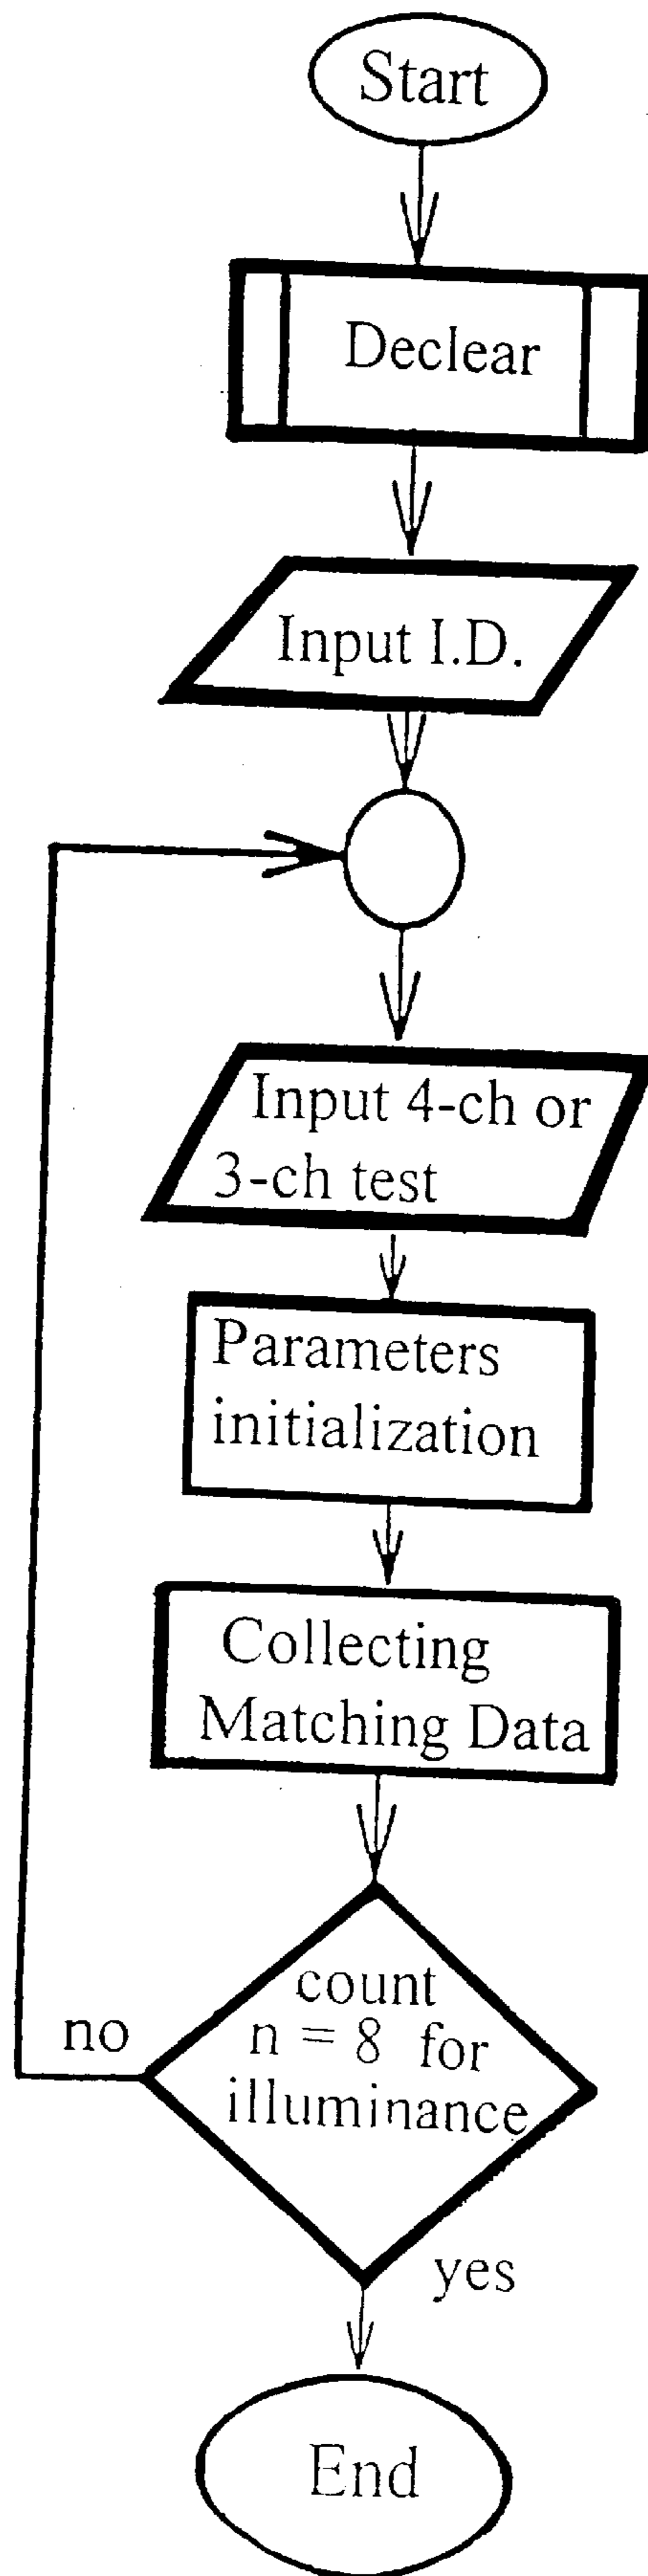 Start
Declear
Input I.D.
Input 4-ch or
3-ch test
Parameters
initialization
Collecting
Matching Data
count
n = 8 for
illuminance
no
yes
End